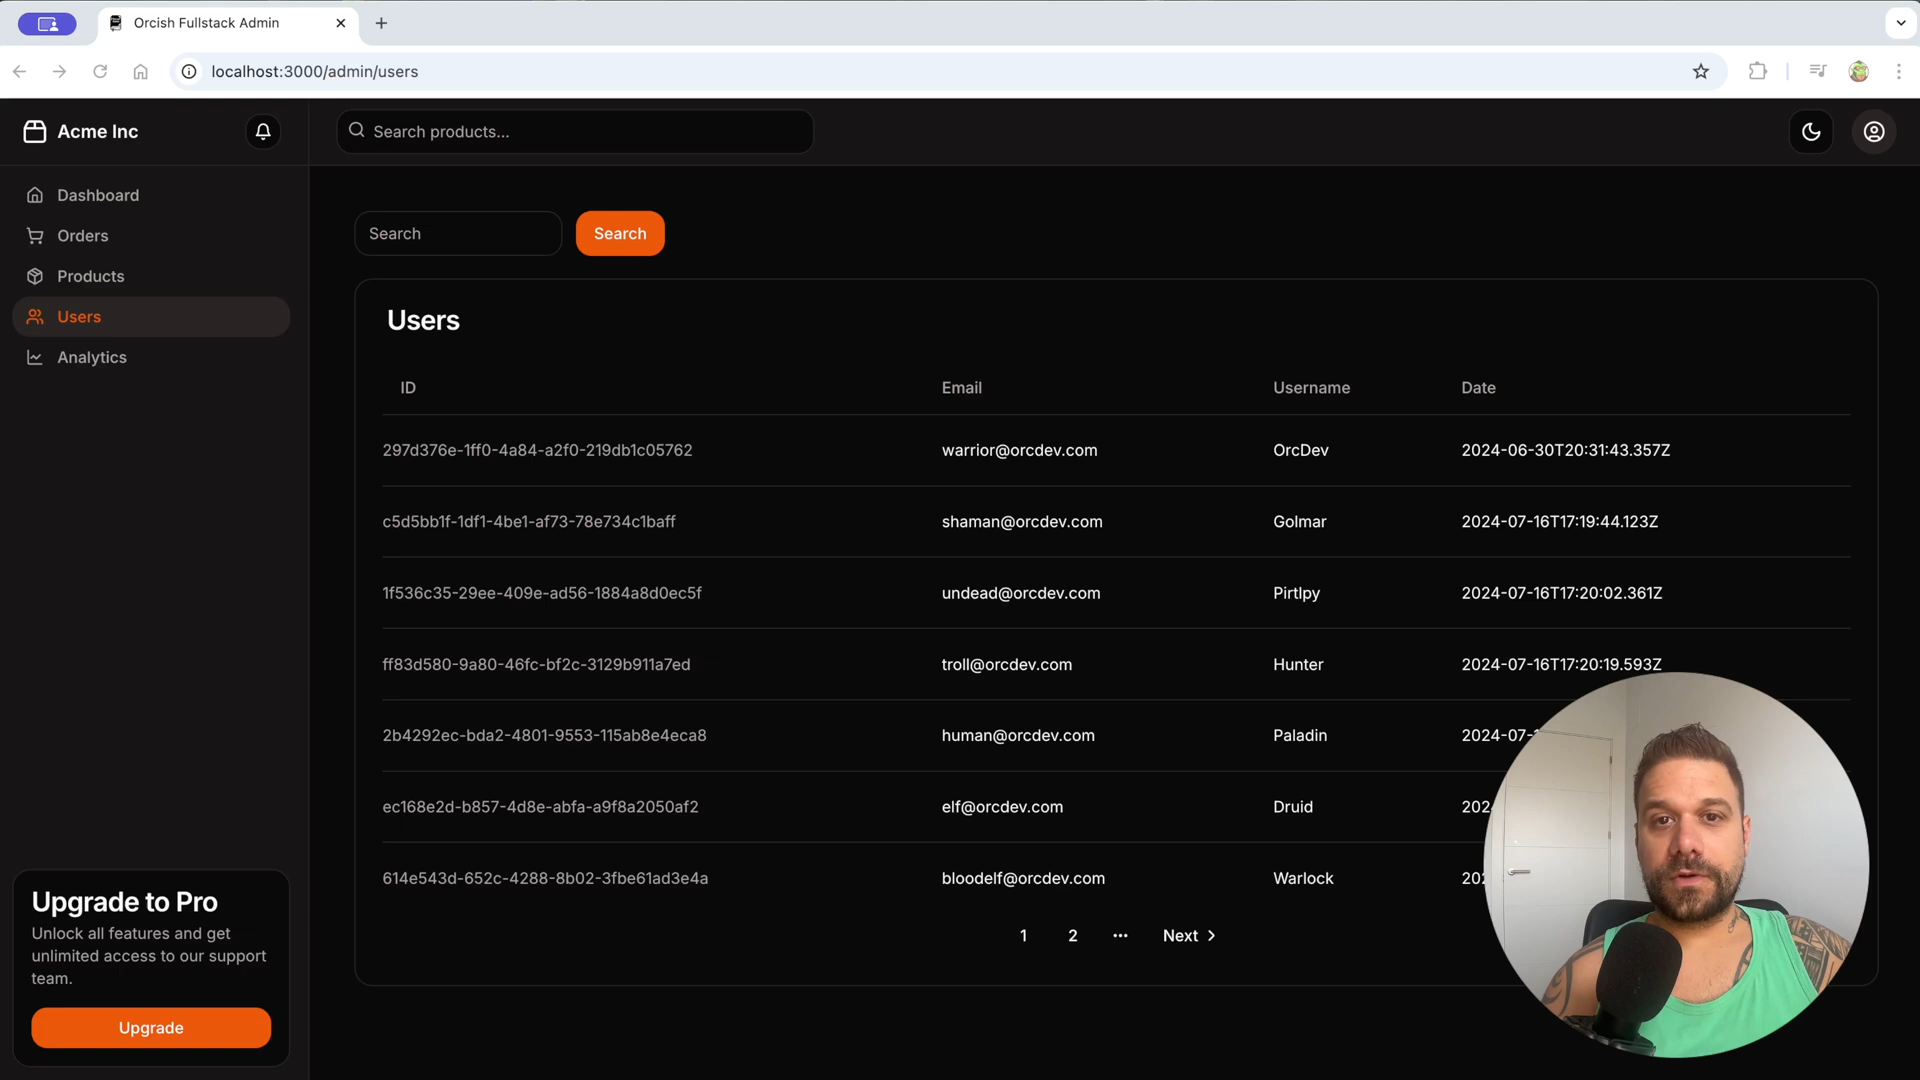 Orcish Fullstack Admin
localhost:3000/admin/users
Acme Inc
Search products...
Dashboard
Orders
Products
Users
Analytics
Search
Search
Users
ID Email Username Date
297d376e-1ff0-4a84-a2f0-219db1c05762 warrior@orcdev.com OrcDev 2024-06-30T20:31:43.357Z
c5d5bb1f-1df1-4be1-af73-78e734c1baff shaman@orcdev.com Golmar 2024-07-16T17:19:44.123Z
1f536c35-29ee-409e-ad56-1884a8d0ec5f undead@orcdev.com Pirtlpy 2024-07-16T17:20:02.361Z
ff83d580-9a80-46fc-bf2c-3129b911a7ed troll@orcdev.com Hunter 2024-07-16T17:20:19.593Z
2b4292ec-bda2-4801-9553-115ab8e4eca8 human@orcdev.com Paladin 2024-07-
ec168e2d-b857-4d8e-abfa-a9f8a2050af2 elf@orcdev.com Druid
614e543d-652c-4288-8b02-3fbe61ad3e4a bloodelf@orcdev.com Warlock
1 2 ... Next
Upgrade to Pro
Unlock all features and get
unlimited access to our support
team.
Upgrade